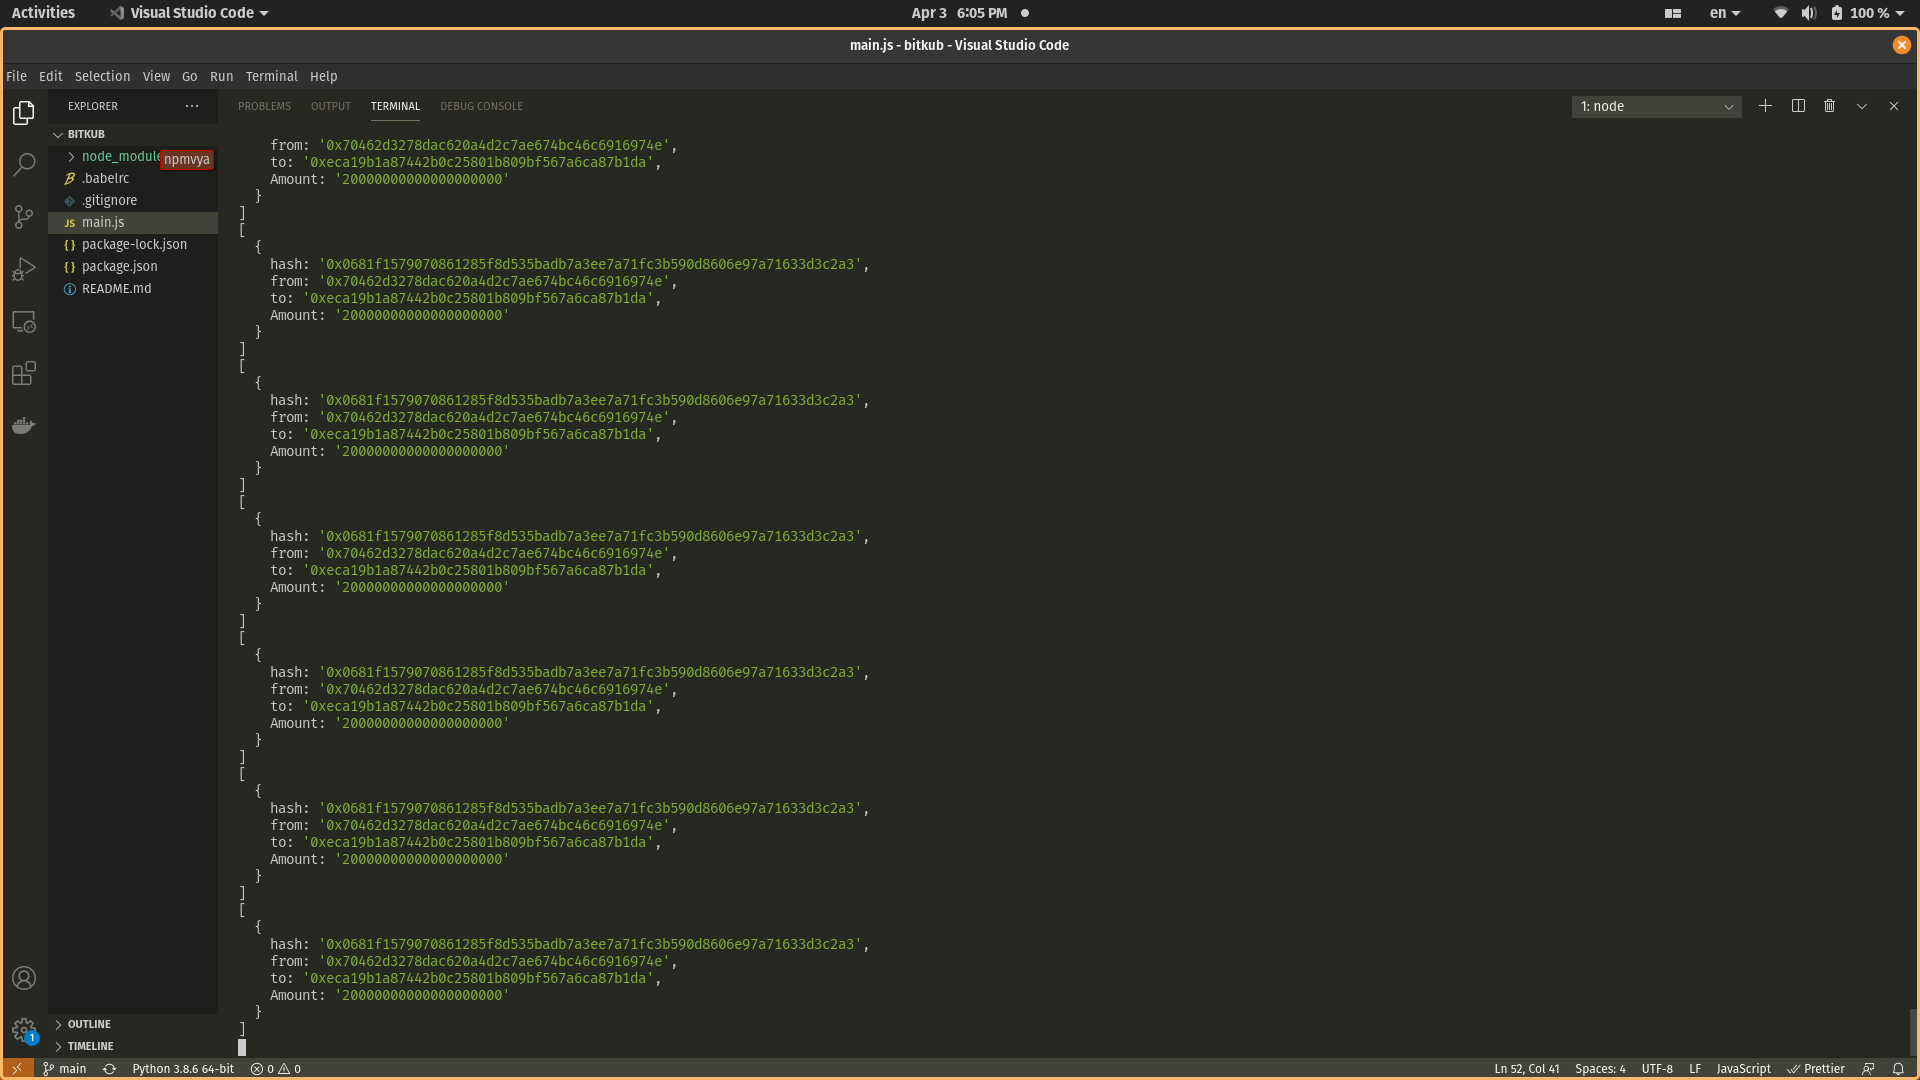 Activities Visual Studio Code Apr 3 6:05 PM en 100 %
main.js - bitkub - Visual Studio Code
File Edit Selection View Go Run Terminal Help
EXPLORER ... PROBLEMS OUTPUT TERMINAL DEBUG CONSOLE 1: node
BITKUB
node_module npmvya
.babelrc
.gitignore
JS main.js
{ } package-lock.json
{ } package.json
README.md
OUTLINE
TIMELINE
1
from: '0x70462d3278dac620a4d2c7ae674bc46c6916974e',
to: '0xeca19b1a87442b0c25801b809bf567a6ca87b1da',
Amount: '20000000000000000000'
}
]
[
{
hash: '0x0681f1579070861285f8d535badb7a3ee7a71fc3b590d8606e97a71633d3c2a3',
from: '0x70462d3278dac620a4d2c7ae674bc46c6916974e',
to: '0xeca19b1a87442b0c25801b809bf567a6ca87b1da',
Amount: '20000000000000000000'
}
]
[
{
hash: '0x0681f1579070861285f8d535badb7a3ee7a71fc3b590d8606e97a71633d3c2a3',
from: '0x70462d3278dac620a4d2c7ae674bc46c6916974e',
to: '0xeca19b1a87442b0c25801b809bf567a6ca87b1da',
Amount: '20000000000000000000'
}
]
[
{
hash: '0x0681f1579070861285f8d535badb7a3ee7a71fc3b590d8606e97a71633d3c2a3',
from: '0x70462d3278dac620a4d2c7ae674bc46c6916974e',
to: '0xeca19b1a87442b0c25801b809bf567a6ca87b1da',
Amount: '20000000000000000000'
}
]
[
{
hash: '0x0681f1579070861285f8d535badb7a3ee7a71fc3b590d8606e97a71633d3c2a3',
from: '0x70462d3278dac620a4d2c7ae674bc46c6916974e',
to: '0xeca19b1a87442b0c25801b809bf567a6ca87b1da',
Amount: '20000000000000000000'
}
]
[
{
hash: '0x0681f1579070861285f8d535badb7a3ee7a71fc3b590d8606e97a71633d3c2a3',
from: '0x70462d3278dac620a4d2c7ae674bc46c6916974e',
to: '0xeca19b1a87442b0c25801b809bf567a6ca87b1da',
Amount: '20000000000000000000'
}
]
[
{
hash: '0x0681f1579070861285f8d535badb7a3ee7a71fc3b590d8606e97a71633d3c2a3',
from: '0x70462d3278dac620a4d2c7ae674bc46c6916974e',
to: '0xeca19b1a87442b0c25801b809bf567a6ca87b1da',
Amount: '20000000000000000000'
}
]
main Python 3.8.6 64-bit 0 0 Ln 52, Col 41 Spaces: 4 UTF-8 LF JavaScript Prettier